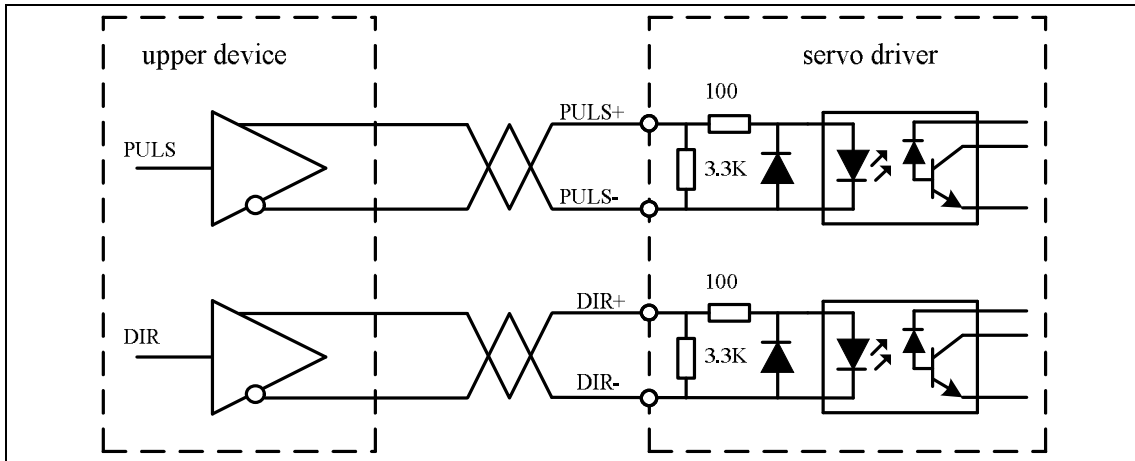 upper device
servo driver
100
PULS+
PULS
3.3K
PULS-
100
DIR+
DIR
3.3K
DIR-